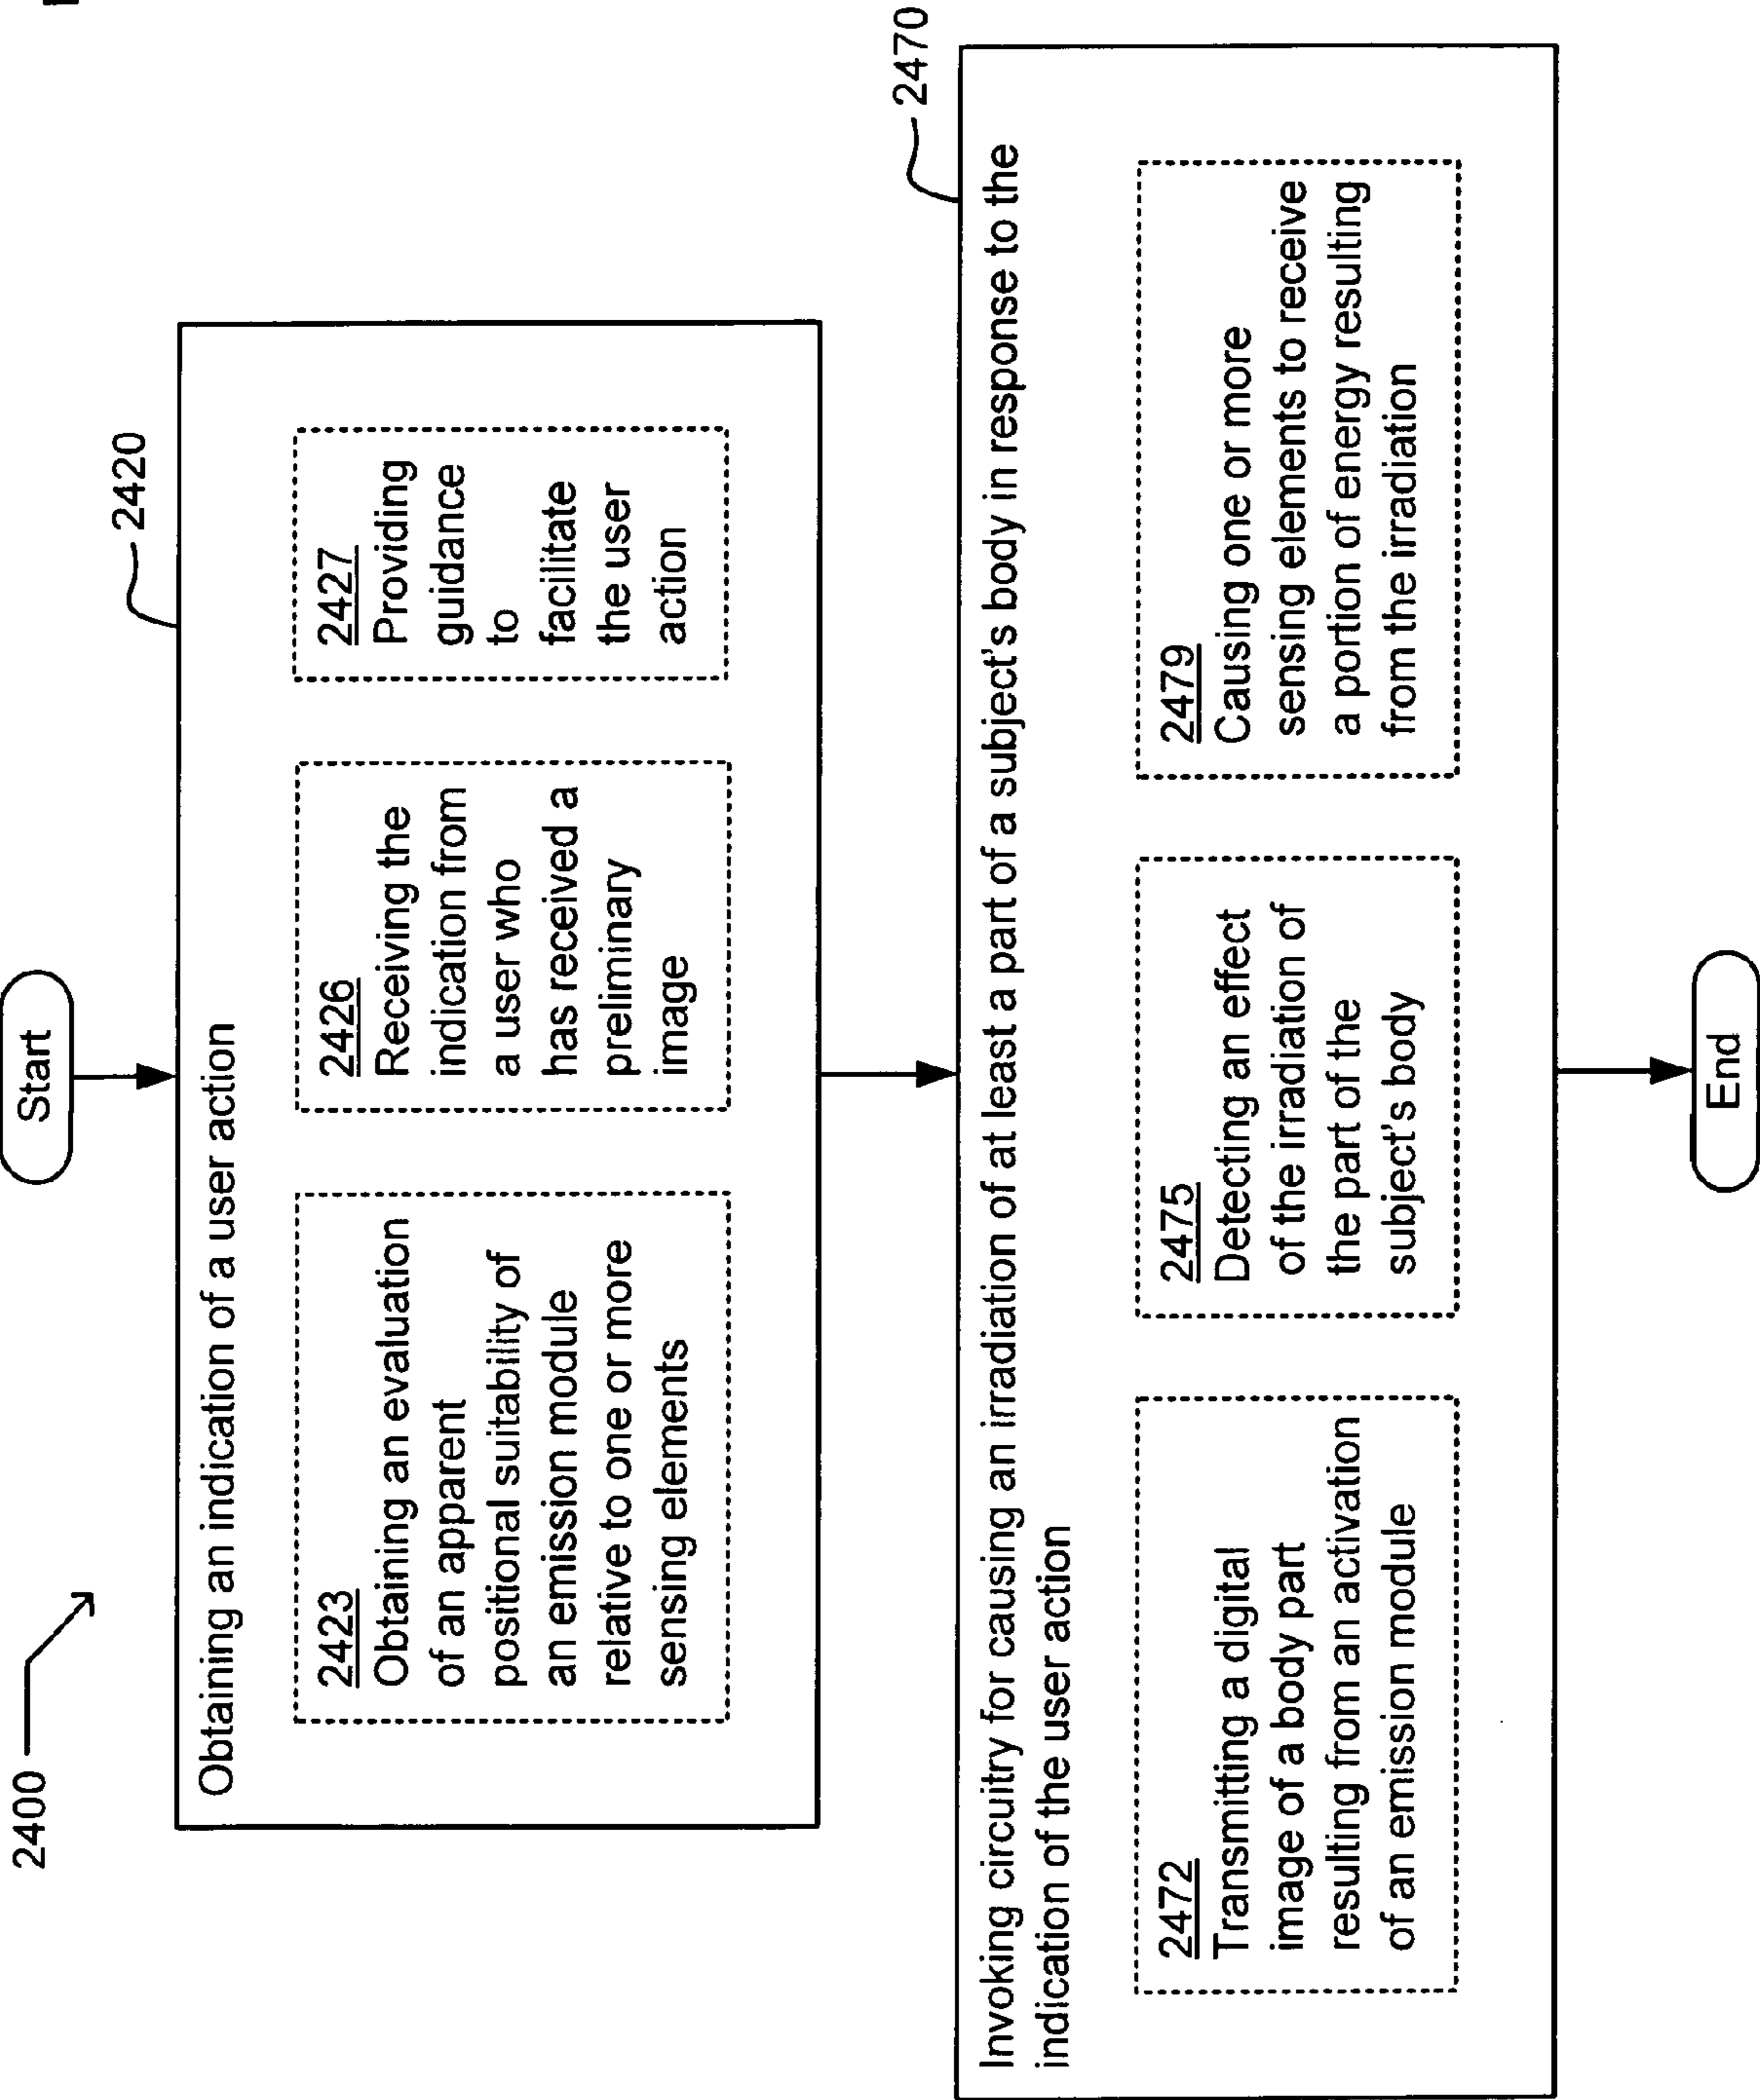 2400
Start
2420
Obtaining an indication of a user action
2423
Obtaining an evaluation
of an apparent
positional suitability of
an emission module
relative to one or more
sensing elements
2426
Receiving the
indication from
a user who
has received a
preliminary
image
2427
Providing
guidance
to
facilitate
the user
action
2470
Invoking circuitry for causing an irradiation of at least a part of a subject's body in response to the
indication of the user action
2472
Transmitting a digital
image of a body part
resulting from an activation
of an emission module
2475
Detecting an effect
of the irradiation of
the part of the
subject's body
2479
Causing one or more
sensing elements to receive
a portion of energy resulting
from the irradiation
End